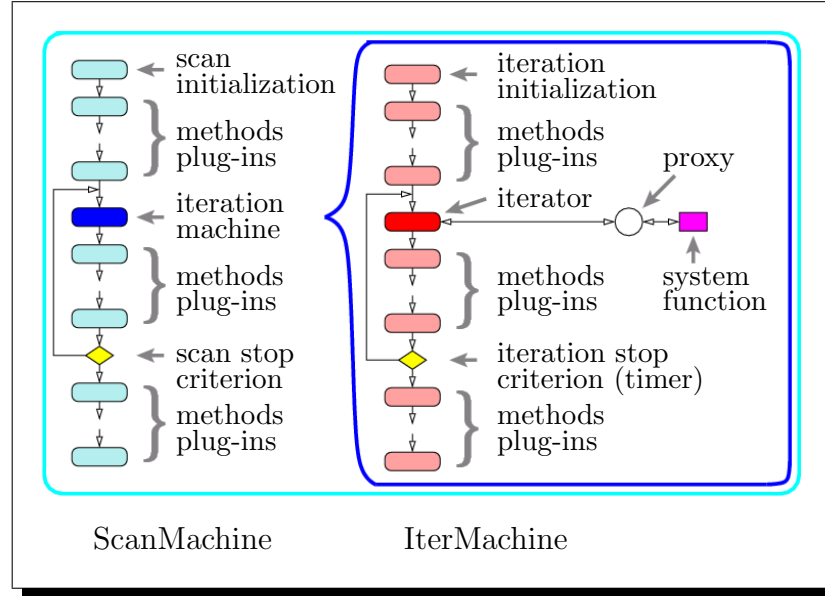 scan
initialization
methods
plug-ins
iteration
machine
methods
plug-ins
scan stop
criterion
methods
plug-ins
iteration
initialization
methods
plug-ins
proxy
iterator
system
function
methods
plug-ins
iteration stop
criterion (timer)
methods
plug-ins
ScanMachine
IterMachine